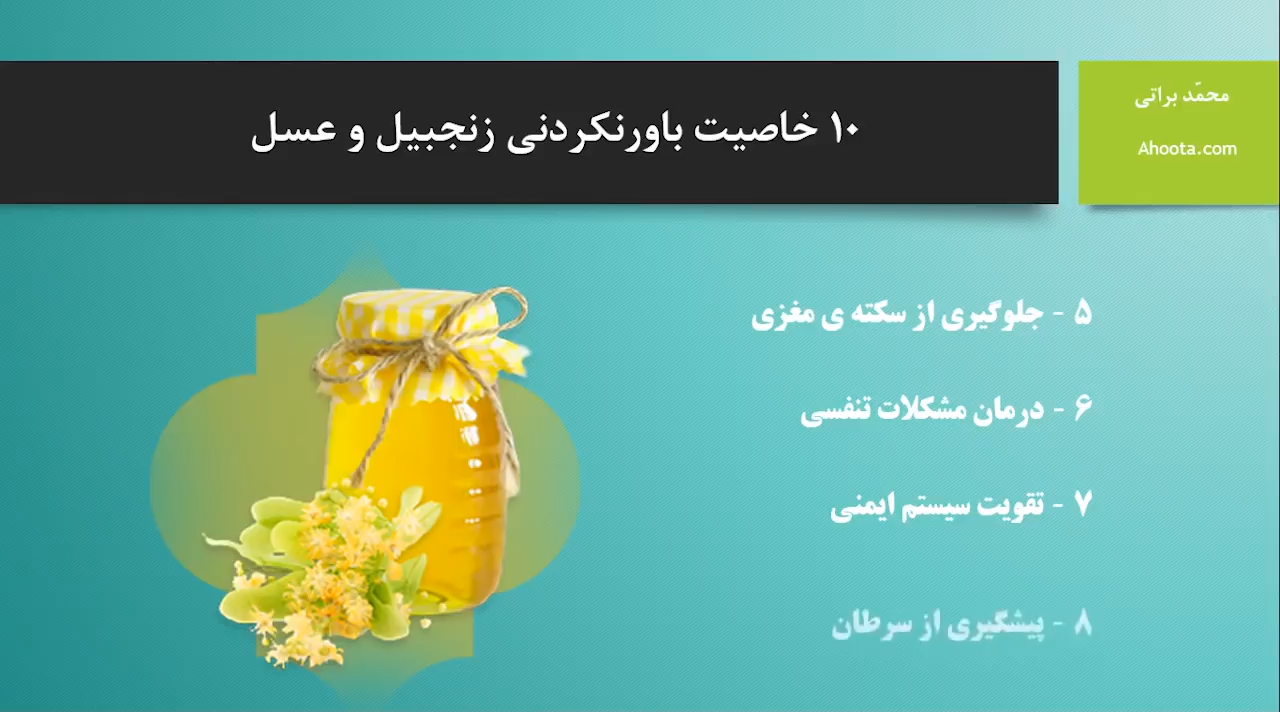 محمّد براتی
Ahoota.com
۱۰ خاصیت باورنکردنی زنجبیل و عسل
۵ - جلوگیری از سکته ی مغزی
۶ - درمان مشکلات تنفسی
۷ - تقویت سیستم ایمنی
۸ - پیشگیری از سرطان